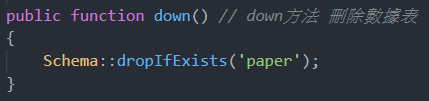 public function down() // down方法 刪除數據表
{
    Schema::dropIfExists('paper');
}